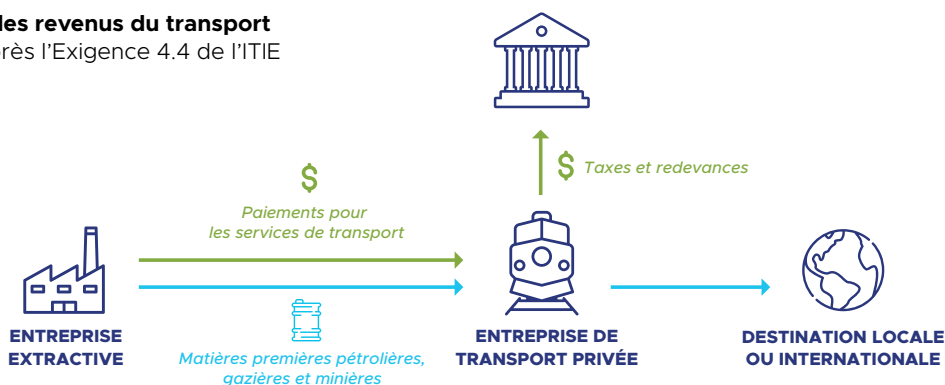 des revenus du transport
rès l'Exigence 4.4 de l'ITIE
$ Taxes et redevances
$
Paiements pour
les services de transport
ENTREPRISE
EXTRACTIVE
Matières premières pétrolières,
gazières et minières
ENTREPRISE DE
TRANSPORT PRIVÉE
DESTINATION LOCALE
OU INTERNATIONALE